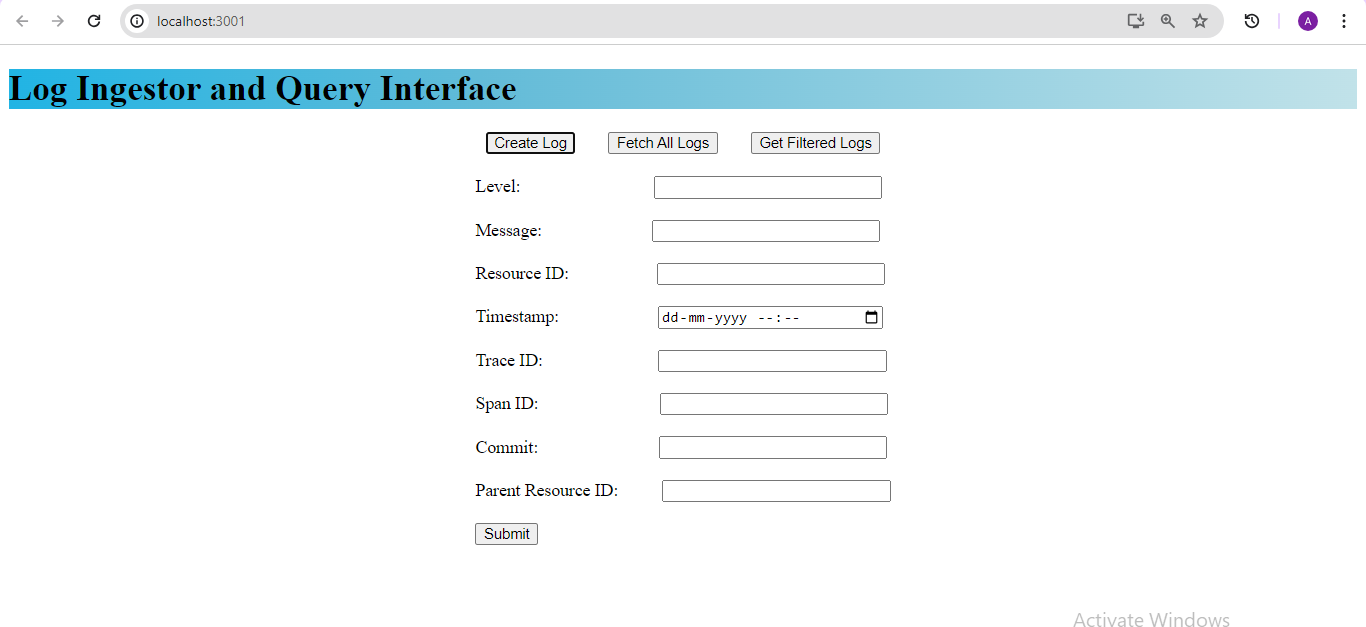 localhost:3001
A
Log Ingestor and Query Interface
Create Log Fetch All Logs Get Filtered Logs
Level:
Message:
Resource ID:
Timestamp: dd-mm-yyyy --:--
Trace ID:
Span ID:
Commit:
Parent Resource ID:
Submit
Activate Windows